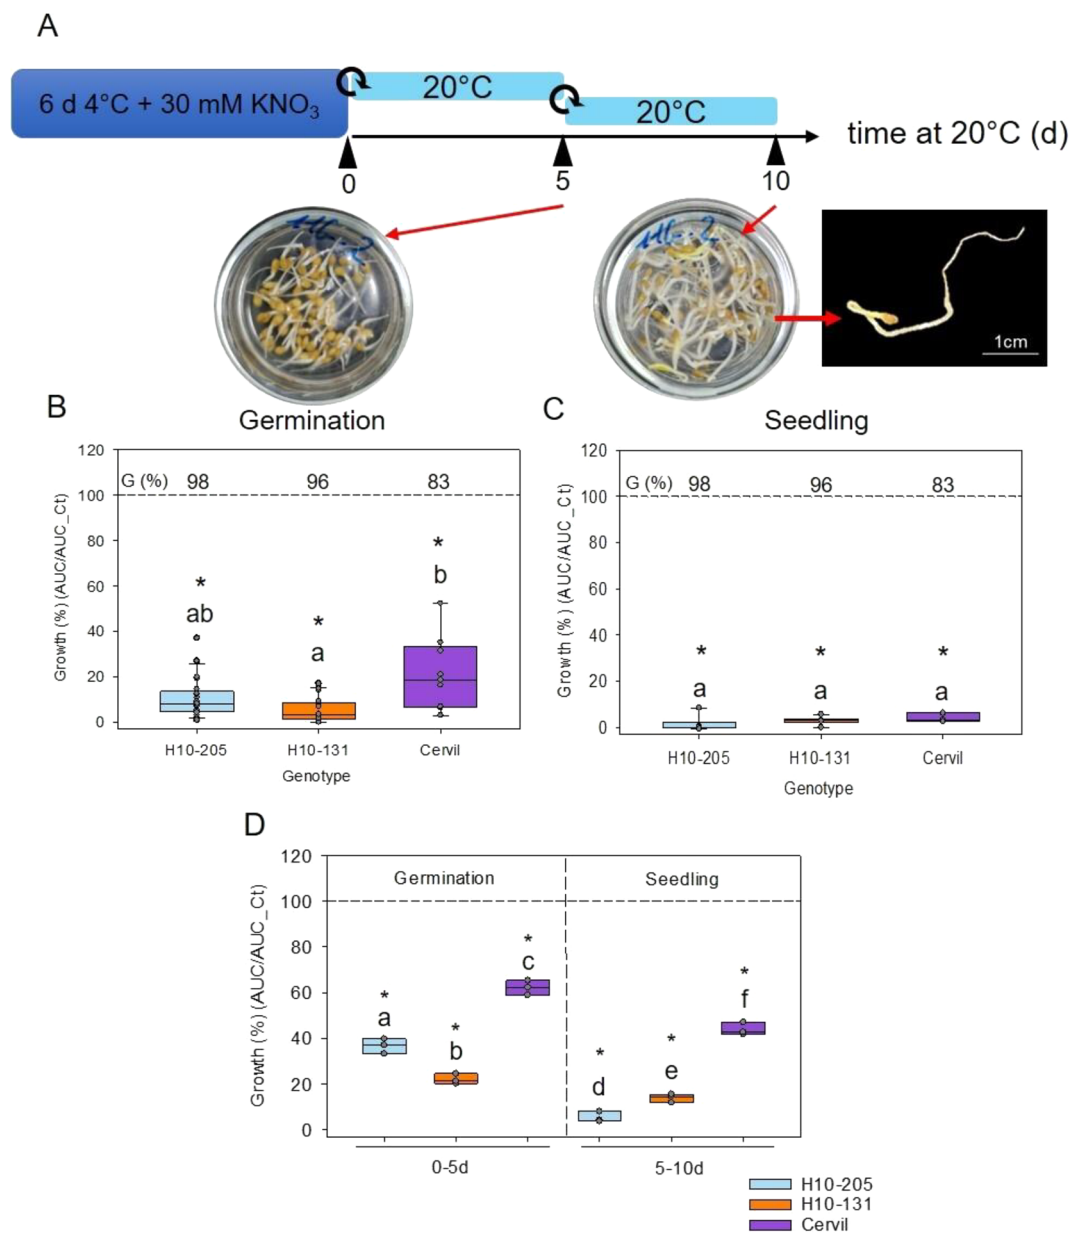 A
6 d 4°C + 30 mM KNO3
20°C
20°C
time at 20°C (d)
0
5
10
1cm
B
Germination
Growth (%) (AUC/AUC_Ct)
120
100
80
60
40
20
0
G (%) 98 96 83
*
ab
*
a
*
b
H10-205 H10-131 Cervil
Genotype
C
Seedling
Growth (%) (AUC/AUC_Ct)
120
100
80
60
40
20
0
G (%) 98 96 83
* * *
a a a
H10-205 H10-131 Cervil
Genotype
D
Growth (%) (AUC/AUC_Ct)
120
100
80
60
40
20
0
Germination Seedling
*
a
*
b
*
c
*
d
*
e
*
f
0-5d 5-10d
H10-205
H10-131
Cervil